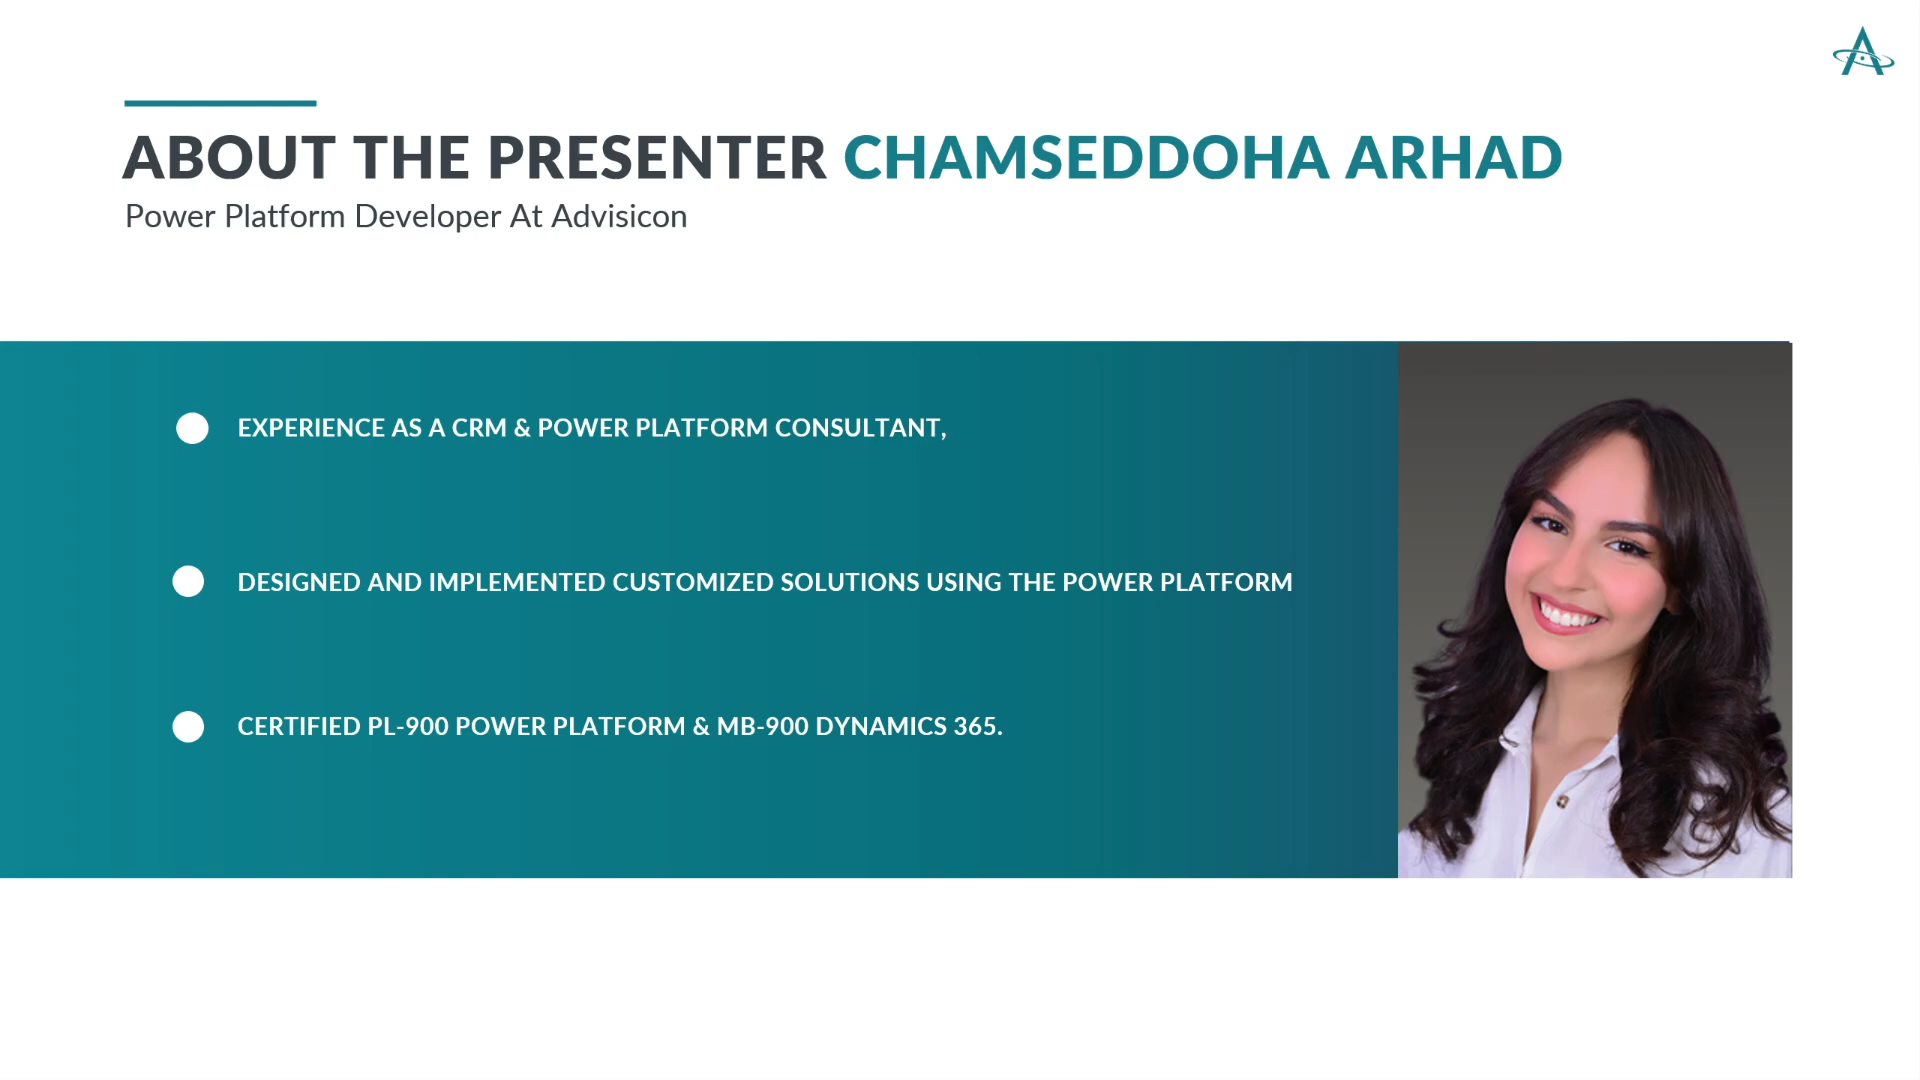 ABOUT THE PRESENTER CHAMSEDDOHA ARHAD
Power Platform Developer At Advisicon
EXPERIENCE AS A CRM & POWER PLATFORM CONSULTANT,
DESIGNED AND IMPLEMENTED CUSTOMIZED SOLUTIONS USING THE POWER PLATFORM
CERTIFIED PL-900 POWER PLATFORM & MB-900 DYNAMICS 365.